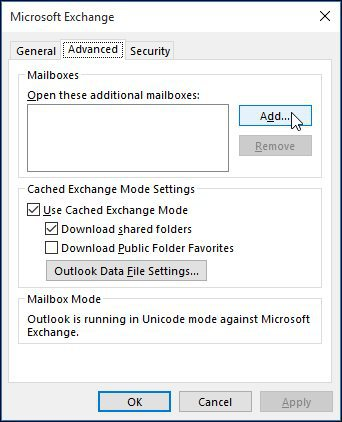 Microsoft Exchange
General Advanced Security
Mailboxes
Open these additional mailboxes:
Add...
Remove
Cached Exchange Mode Settings
Use Cached Exchange Mode
Download shared folders
Download Public Folder Favorites
Outlook Data File Settings...
Mailbox Mode
Outlook is running in Unicode mode against Microsoft
Exchange.
OK Cancel Apply